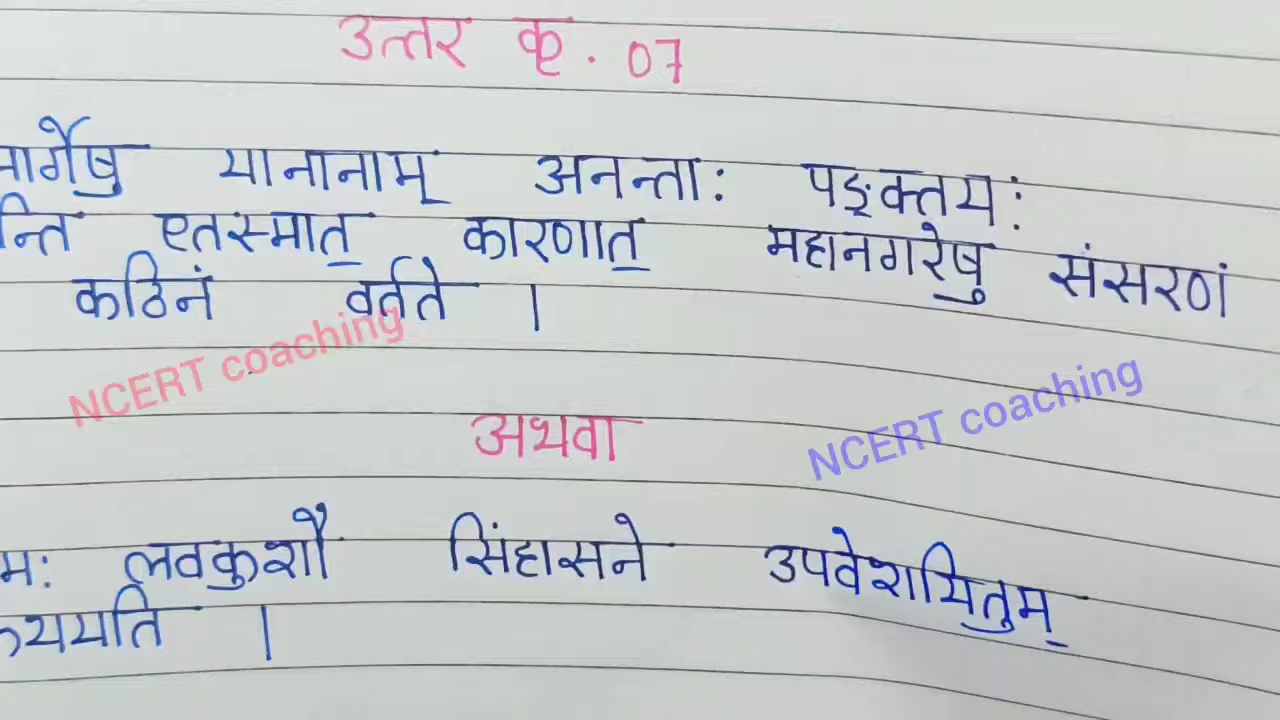 उत्तर कृ. 07
मार्गेषु यानानाम् अनन्ताः पङ्क्तयः
न्ति एतस्मात् कारणात् महानगरेषु संसरणं
कठिनं वर्तते ।
NCERT coaching
अथवा
NCERT coaching
मः लवकुशौ सिंहासने उपवेशयितुम्
कथयति ।